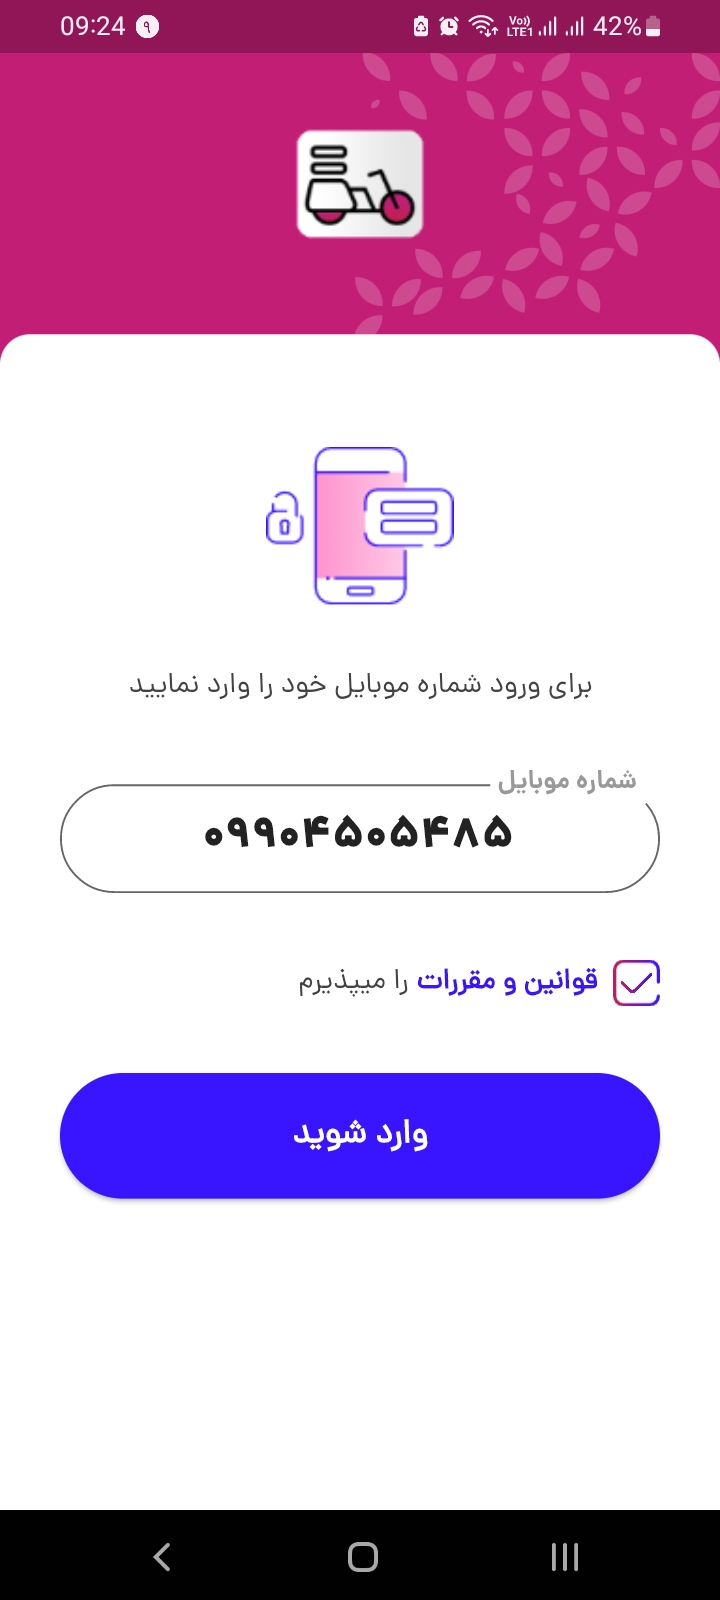 09:24 ۹ Vo) LTE1 42%
برای ورود شماره موبایل خود را وارد نمایید
شماره موبایل
۰۹۹۰۴۵۰۵۴۸۵
قوانین و مقررات را میپذیرم
وارد شوید